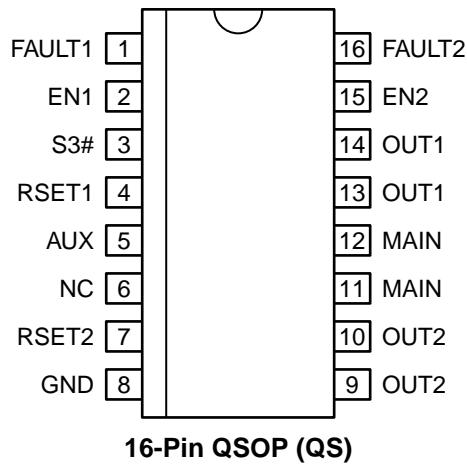 FAULT1 1 16 FAULT2
EN1 2 15 EN2
S3# 3 14 OUT1
RSET1 4 13 OUT1
AUX 5 12 MAIN
NC 6 11 MAIN
RSET2 7 10 OUT2
GND 8 9 OUT2
16-Pin QSOP (QS)